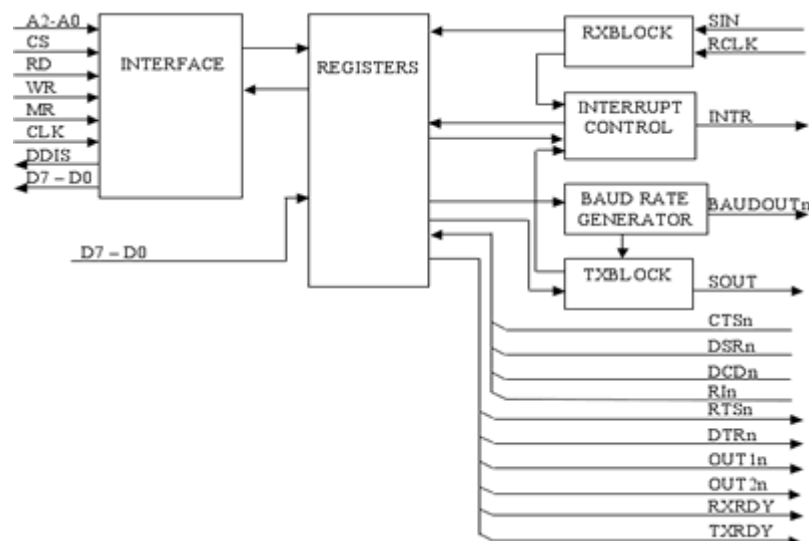 A2-A0
CS
RD
WR
MR
CLK
DDIS
D7 – D0
INTERFACE
D7 – D0
REGISTERS
RXBLOCK
SIN
RCLK
INTERRUPT
CONTROL
INTR
BAUD RATE
GENERATOR
BAUDOUTn
TXBLOCK
SOUT
CTSn
DSRn
DCDn
RIn
RTSn
DTRn
OUT1n
OUT2n
RXRDY
TXRDY